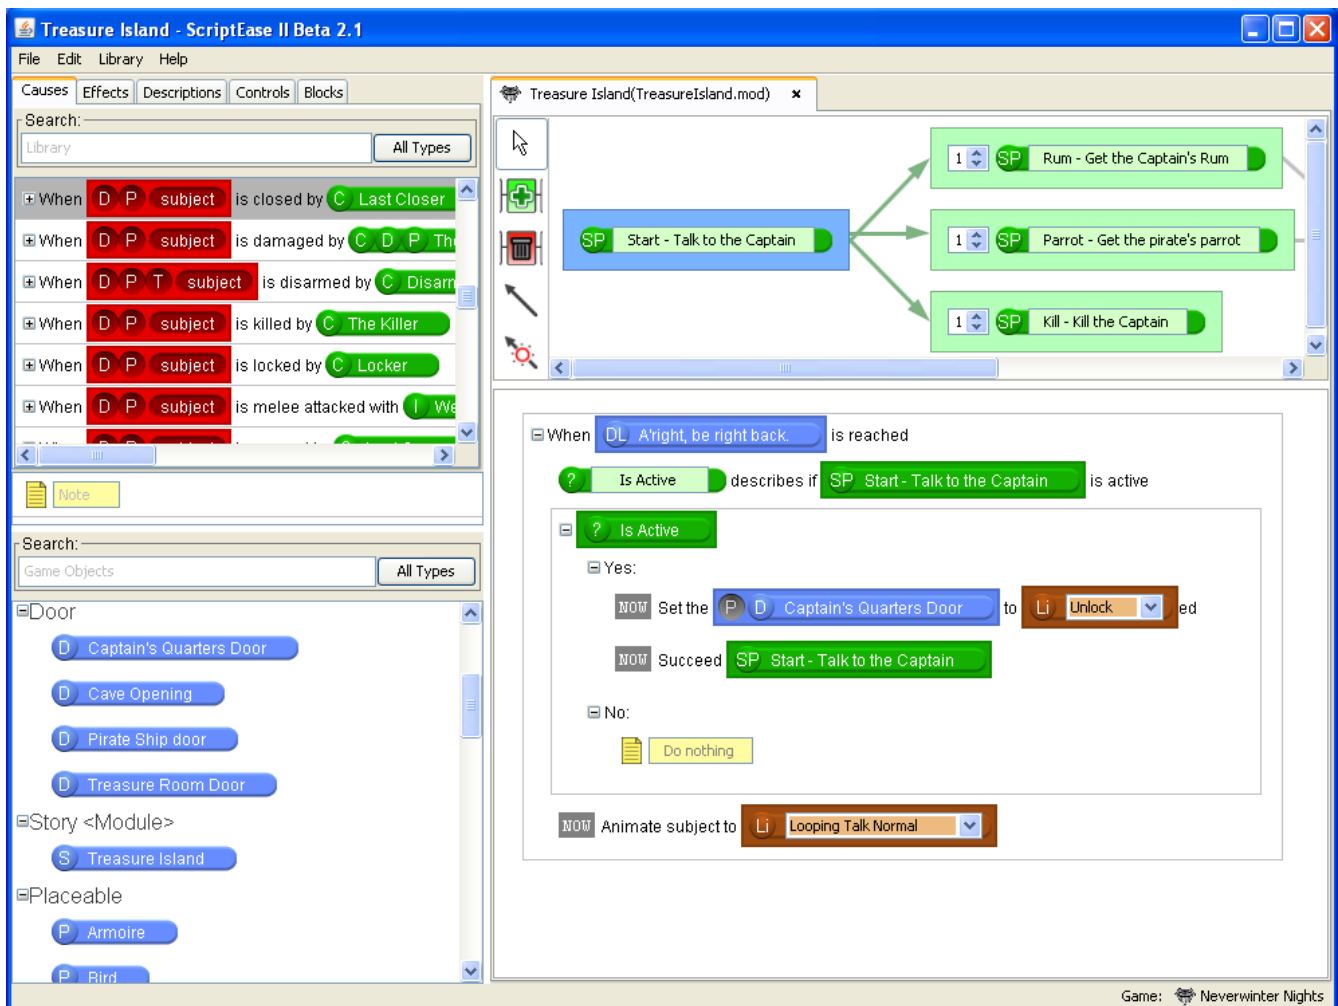 Treasure Island - ScriptEase II Beta 2.1
File Edit Library Help
Causes Effects Descriptions Controls Blocks
Search:
Library All Types
When D P subject is closed by C Last Closer
When D P subject is damaged by C D P
When D P T subject is disarmed by C
When D P subject is killed by C The Killer
When D P subject is locked by C Locker
When D P subject is melee attacked with I
Note
Search:
Game Objects All Types
Door
D Captain's Quarters Door
D Cave Opening
D Pirate Ship door
D Treasure Room Door
Story <Module>
S Treasure Island
Placeable
P Armoire
P Bird
Treasure Island(TreasureIsland.mod)
SP Start - Talk to the Captain
1 SP Rum - Get the Captain's Rum
1 SP Parrot - Get the pirate's parrot
1 SP Kill - Kill the Captain
When DL A'right, be right back. is reached
? Is Active describes if SP Start - Talk to the Captain is active
? Is Active
Yes:
NOW Set the P D Captain's Quarters Door to Li Unlock ed
NOW Succeed SP Start - Talk to the Captain
No:
Do nothing
NOW Animate subject to Li Looping Talk Normal
Game: Neverwinter Nights